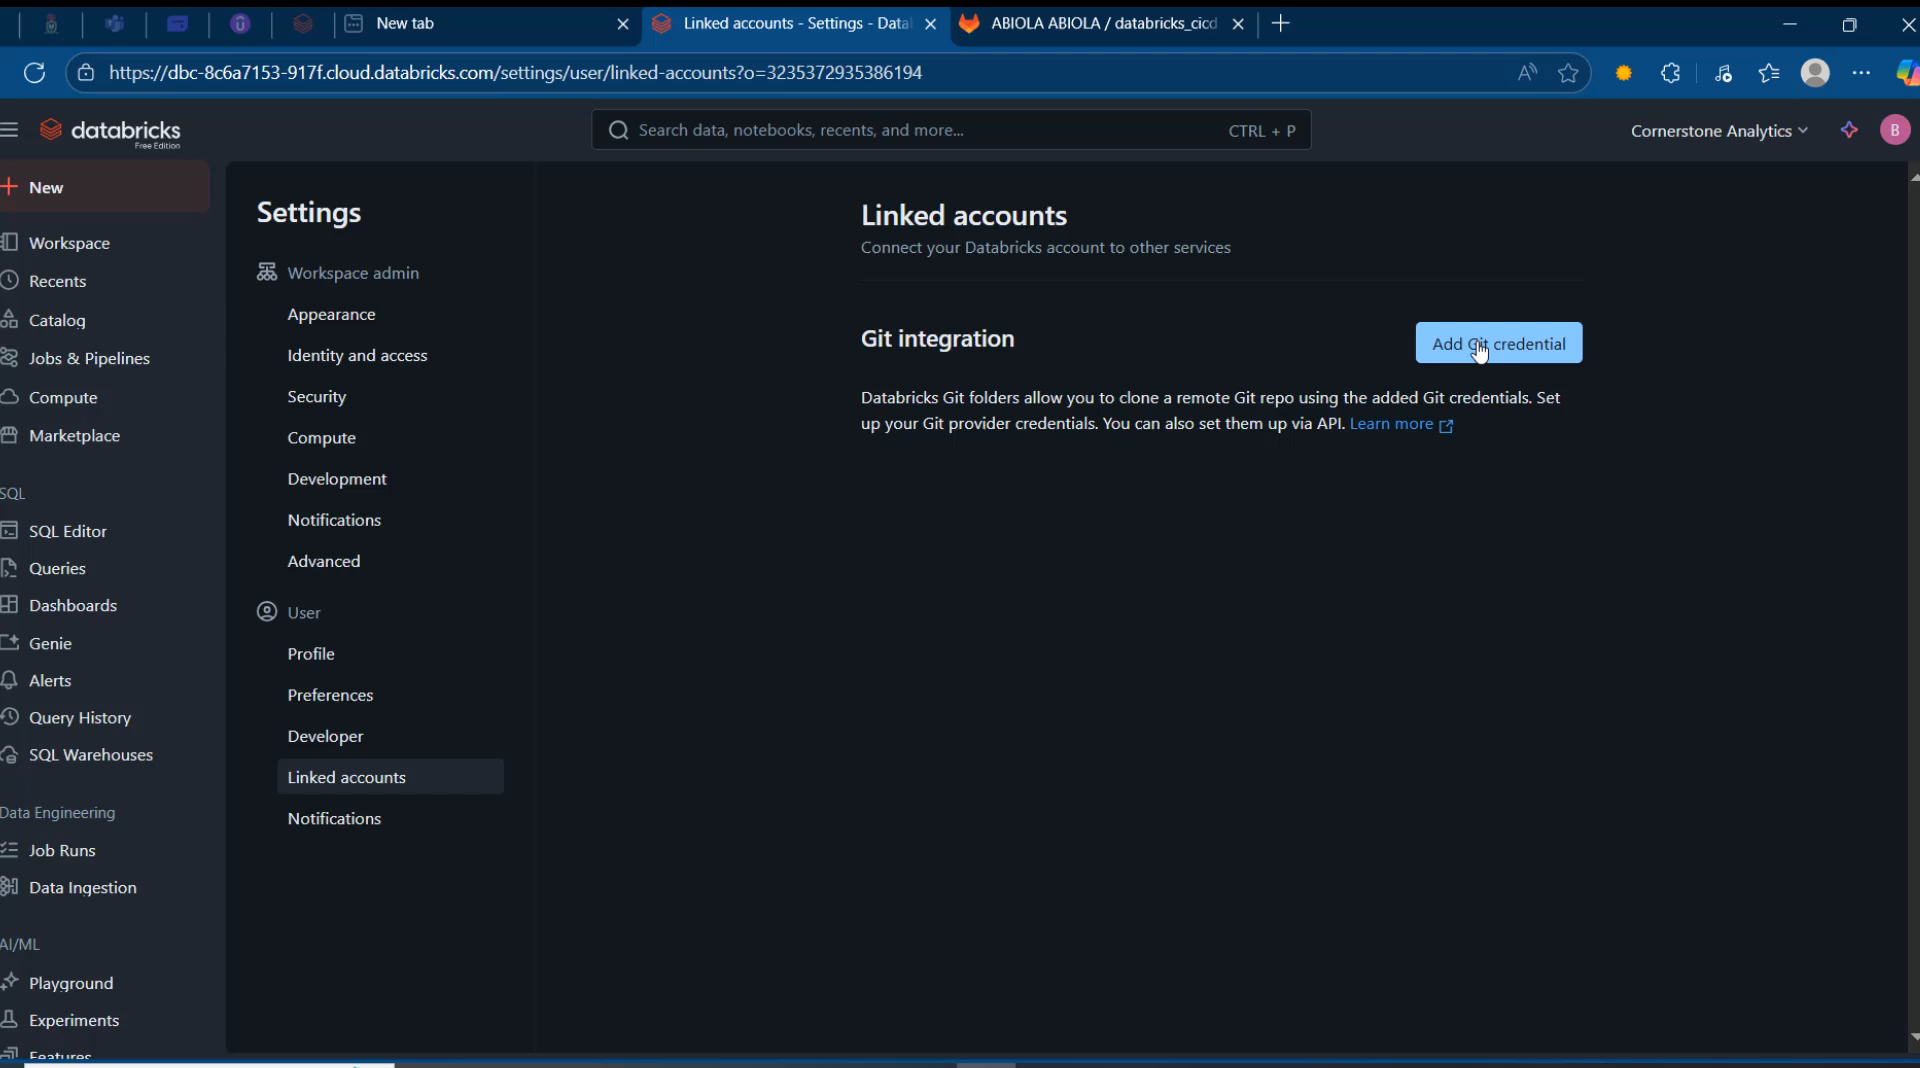 New tab
Linked accounts - Settings - Data
ABIOLA ABIOLA / databricks_cicd
https://dbc-8c6a7153-917f.cloud.databricks.com/settings/user/linked-accounts?o=3235372935386194
databricks
Free Edition
Search data, notebooks, recents, and more...
CTRL + P
Cornerstone Analytics
B
New
Workspace
Recents
Catalog
Jobs & Pipelines
Compute
Marketplace
SQL
SQL Editor
Queries
Dashboards
Genie
Alerts
Query History
SQL Warehouses
Data Engineering
Job Runs
Data Ingestion
AI/ML
Playground
Experiments
Features
Settings
Workspace admin
Appearance
Identity and access
Security
Compute
Development
Notifications
Advanced
User
Profile
Preferences
Developer
Linked accounts
Notifications
Linked accounts
Connect your Databricks account to other services
Git integration
Add Git credential
Databricks Git folders allow you to clone a remote Git repo using the added Git credentials. Set
up your Git provider credentials. You can also set them up via API. Learn more